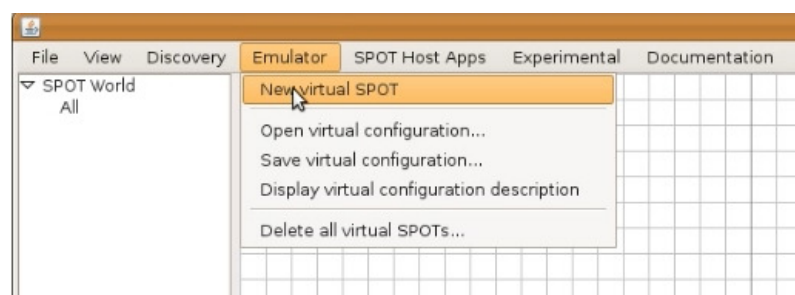 File View Discovery Emulator SPOT Host Apps Experimental Documentation
SPOT World
All
New virtual SPOT
Open virtual configuration...
Save virtual configuration...
Display virtual configuration description
Delete all virtual SPOTs...